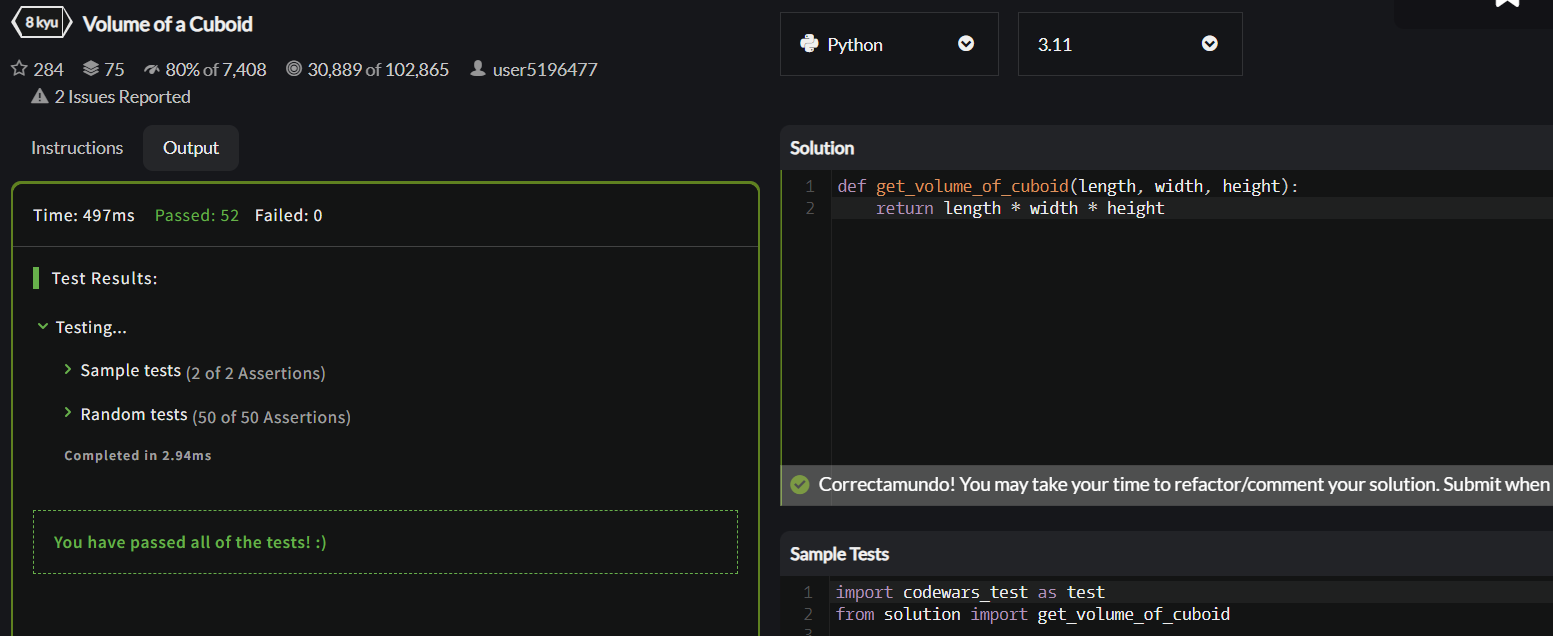 8 kyu Volume of a Cuboid
284 75 80% of 7,408 30,889 of 102,865 user5196477
2 Issues Reported
Instructions Output
Time: 497ms Passed: 52 Failed: 0
Test Results:
Testing...
Sample tests (2 of 2 Assertions)
Random tests (50 of 50 Assertions)
Completed in 2.94ms
You have passed all of the tests! :)
Python 3.11
Solution
1 def get_volume_of_cuboid(length, width, height):
2 return length * width * height
Correctamundo! You may take your time to refactor/comment your solution. Submit when
Sample Tests
1 import codewars_test as test
2 from solution import get_volume_of_cuboid
3